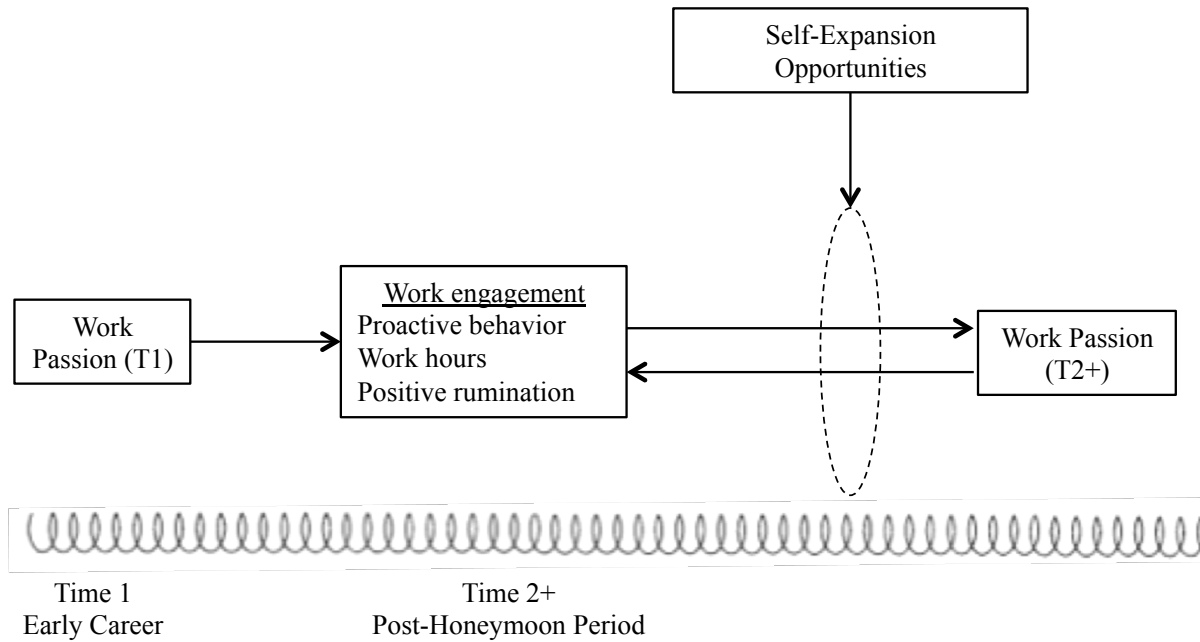 Self-Expansion
Opportunities
Work
Passion (T1)
Work engagement
Proactive behavior
Work hours
Positive rumination
Work Passion
(T2+)
Time 1
Early Career
Time 2+
Post-Honeymoon Period